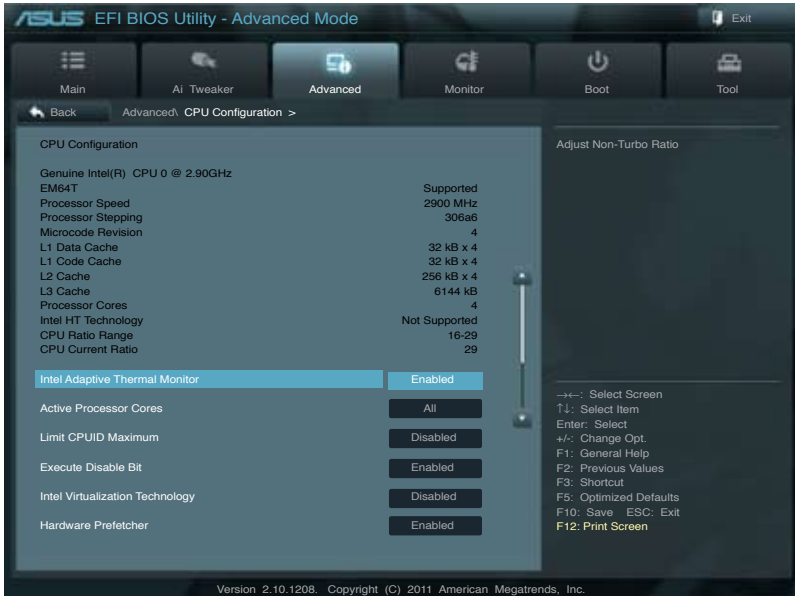 ASUS EFI BIOS Utility - Advanced Mode
Exit
Main
Ai Tweaker
Advanced
Monitor
Boot
Tool
Back
Advanced\ CPU Configuration >
CPU Configuration
Genuine Intel(R) CPU 0 @ 2.90GHz
EM64T Supported
Processor Speed 2900 MHz
Processor Stepping 306a6
Microcode Revision 4
L1 Data Cache 32 kB x 4
L1 Code Cache 32 kB x 4
L2 Cache 256 kB x 4
L3 Cache 6144 kB
Processor Cores 4
Intel HT Technology Not Supported
CPU Ratio Range 16-29
CPU Current Ratio 29
Intel Adaptive Thermal Monitor Enabled
Active Processor Cores All
Limit CPUID Maximum Disabled
Execute Disable Bit Enabled
Intel Virtualization Technology Disabled
Hardware Prefetcher Enabled
Adjust Non-Turbo Ratio
→←: Select Screen
↑↓: Select Item
Enter: Select
+/-: Change Opt.
F1: General Help
F2: Previous Values
F3: Shortcut
F5: Optimized Defaults
F10: Save ESC: Exit
F12: Print Screen
Version 2.10.1208. Copyright (C) 2011 American Megatrends, Inc.